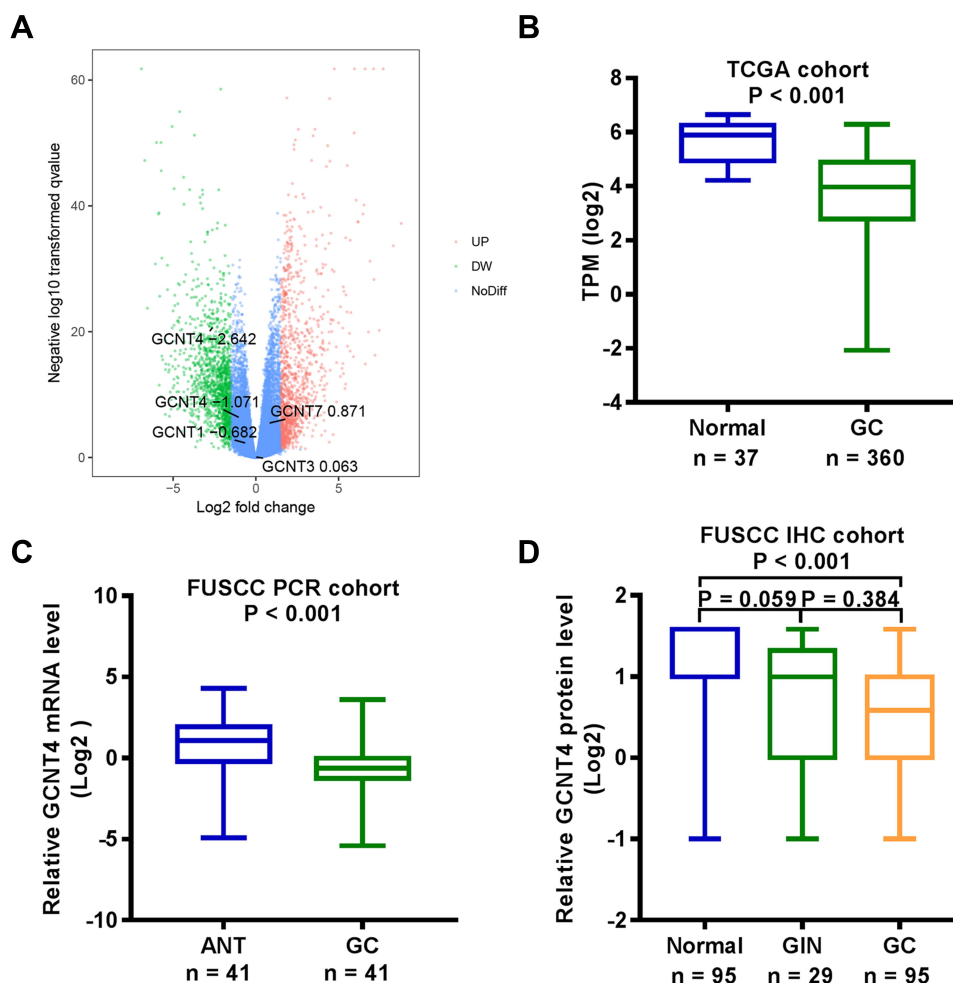 A
Negative log10 transformed qvalue
60
40
20
0
GCNT4 −2.642
GCNT4 −1.071
GCNT7 0.871
GCNT1 −0.682
GCNT3 0.063
−5
0
5
Log2 fold change
UP
DW
NoDiff
B
TCGA cohort
P < 0.001
TPM (log2)
8
6
4
2
0
-2
-4
Normal
GC
n = 37
n = 360
C
FUSCC PCR cohort
P < 0.001
Relative GCNT4 mRNA level
(Log2 )
10
5
0
-5
-10
ANT
GC
n = 41
n = 41
D
FUSCC IHC cohort
P < 0.001
P = 0.059
P = 0.384
Relative GCNT4 protein level
(Log2)
2
1
0
-1
-2
Normal
GIN
GC
n = 95
n = 29
n = 95